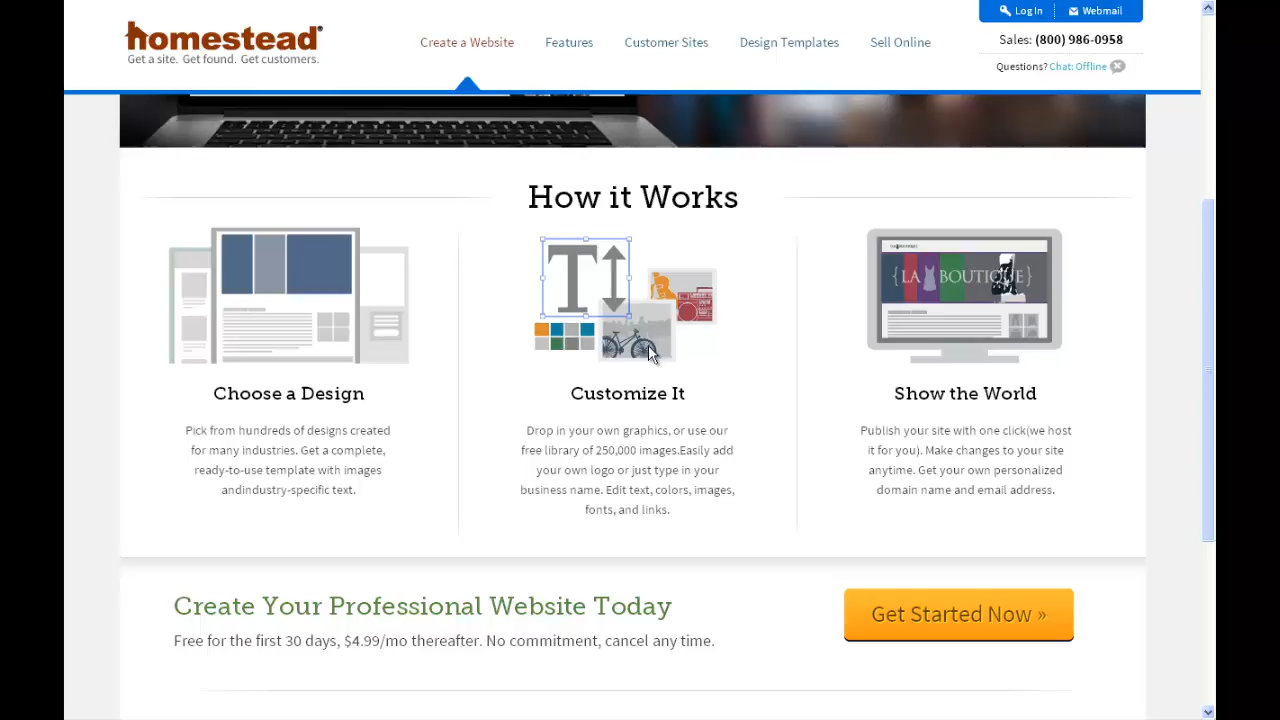 Log In
Webmail
homestead
Get a site. Get found. Get customers.
Create a Website
Features
Customer Sites
Design Templates
Sell Online
Sales: (800) 986-0958
Questions? Chat: Offline
How it Works
T
{LA BOUTIQUE}
Choose a Design
Pick from hundreds of designs created
for many industries. Get a complete,
ready-to-use template with images
andindustry-specific text.
Customize It
Drop in your own graphics, or use our
free library of 250,000 images.Easily add
your own logo or just type in your
business name. Edit text, colors, images,
fonts, and links.
Show the World
Publish your site with one click(we host
it for you). Make changes to your site
anytime. Get your own personalized
domain name and email address.
Create Your Professional Website Today
Free for the first 30 days, $4.99/mo thereafter. No commitment, cancel any time.
Get Started Now »